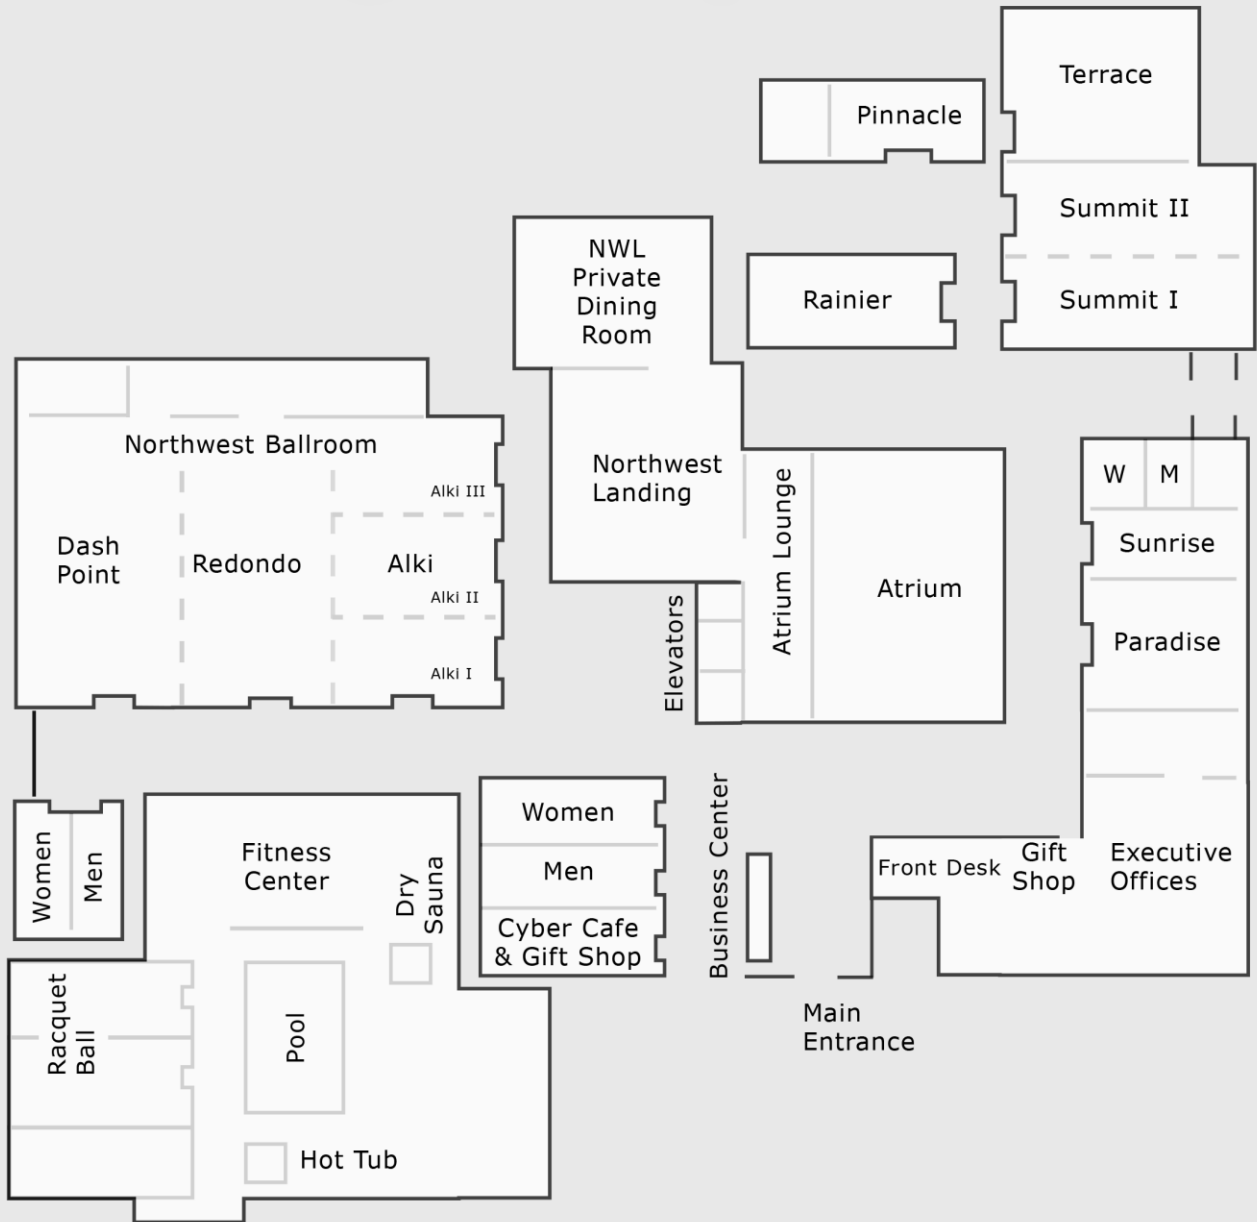 Terrace
Pinnacle
Summit II
NWL
Private
Dining
Room
Rainier
Summit I
Northwest Ballroom
Northwest
Landing
W
M
Alki III
Atrium Lounge
Sunrise
Dash
Point
Redondo
Alki
Atrium
Alki II
Elevators
Paradise
Alki I
Women
Men
Fitness
Center
Dry
Sauna
Women
Men
Cyber Cafe
& Gift Shop
Business Center
Front Desk
Gift
Shop
Executive
Offices
Main
Entrance
Racquet
Ball
Pool
Hot Tub